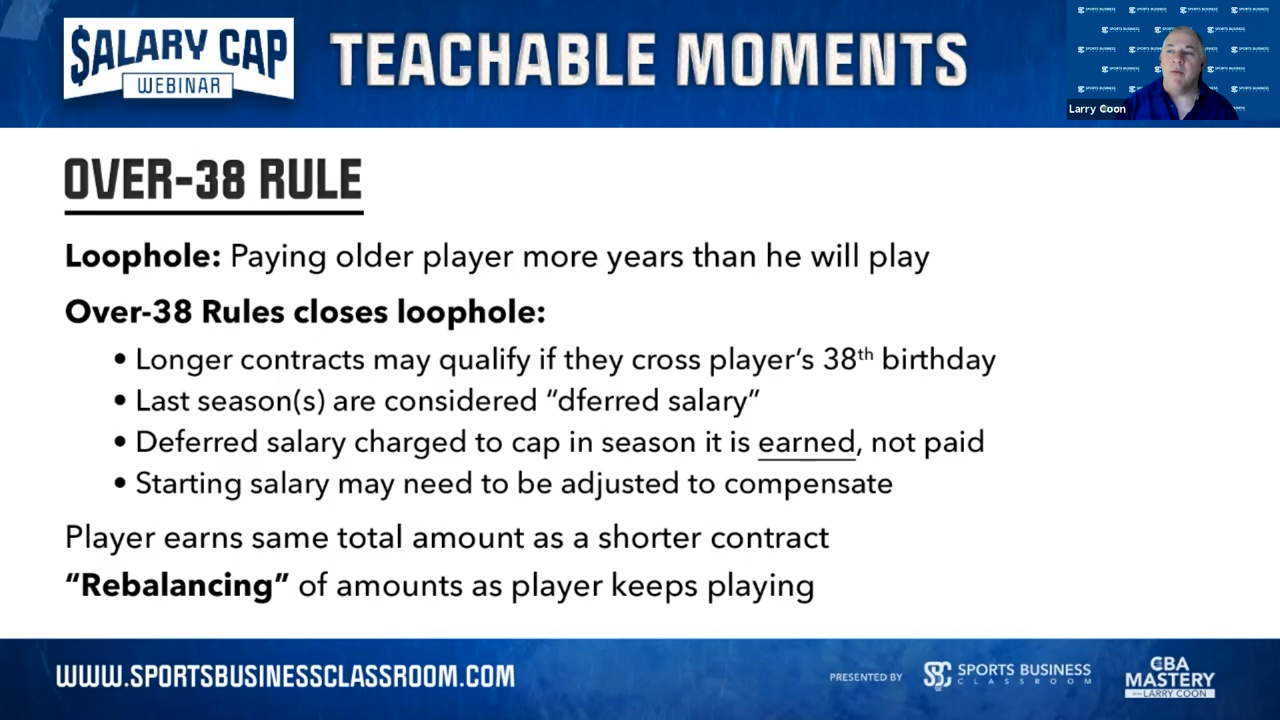 $ALARY CAP
WEBINAR
TEACHABLE MOMENTS
Larry Coon
OVER-38 RULE
Loophole: Paying older player more years than he will play
Over-38 Rules closes loophole:
• Longer contracts may qualify if they cross player’s 38th birthday
• Last season(s) are considered “dferred salary”
• Deferred salary charged to cap in season it is earned, not paid
• Starting salary may need to be adjusted to compensate
Player earns same total amount as a shorter contract
“Rebalancing” of amounts as player keeps playing
WWW.SPORTSBUSINESSCLASSROOM.COM
PRESENTED BY
SBC
SPORTS BUSINESS
CLASSROOM
CBA
MASTERY
WITH LARRY COON